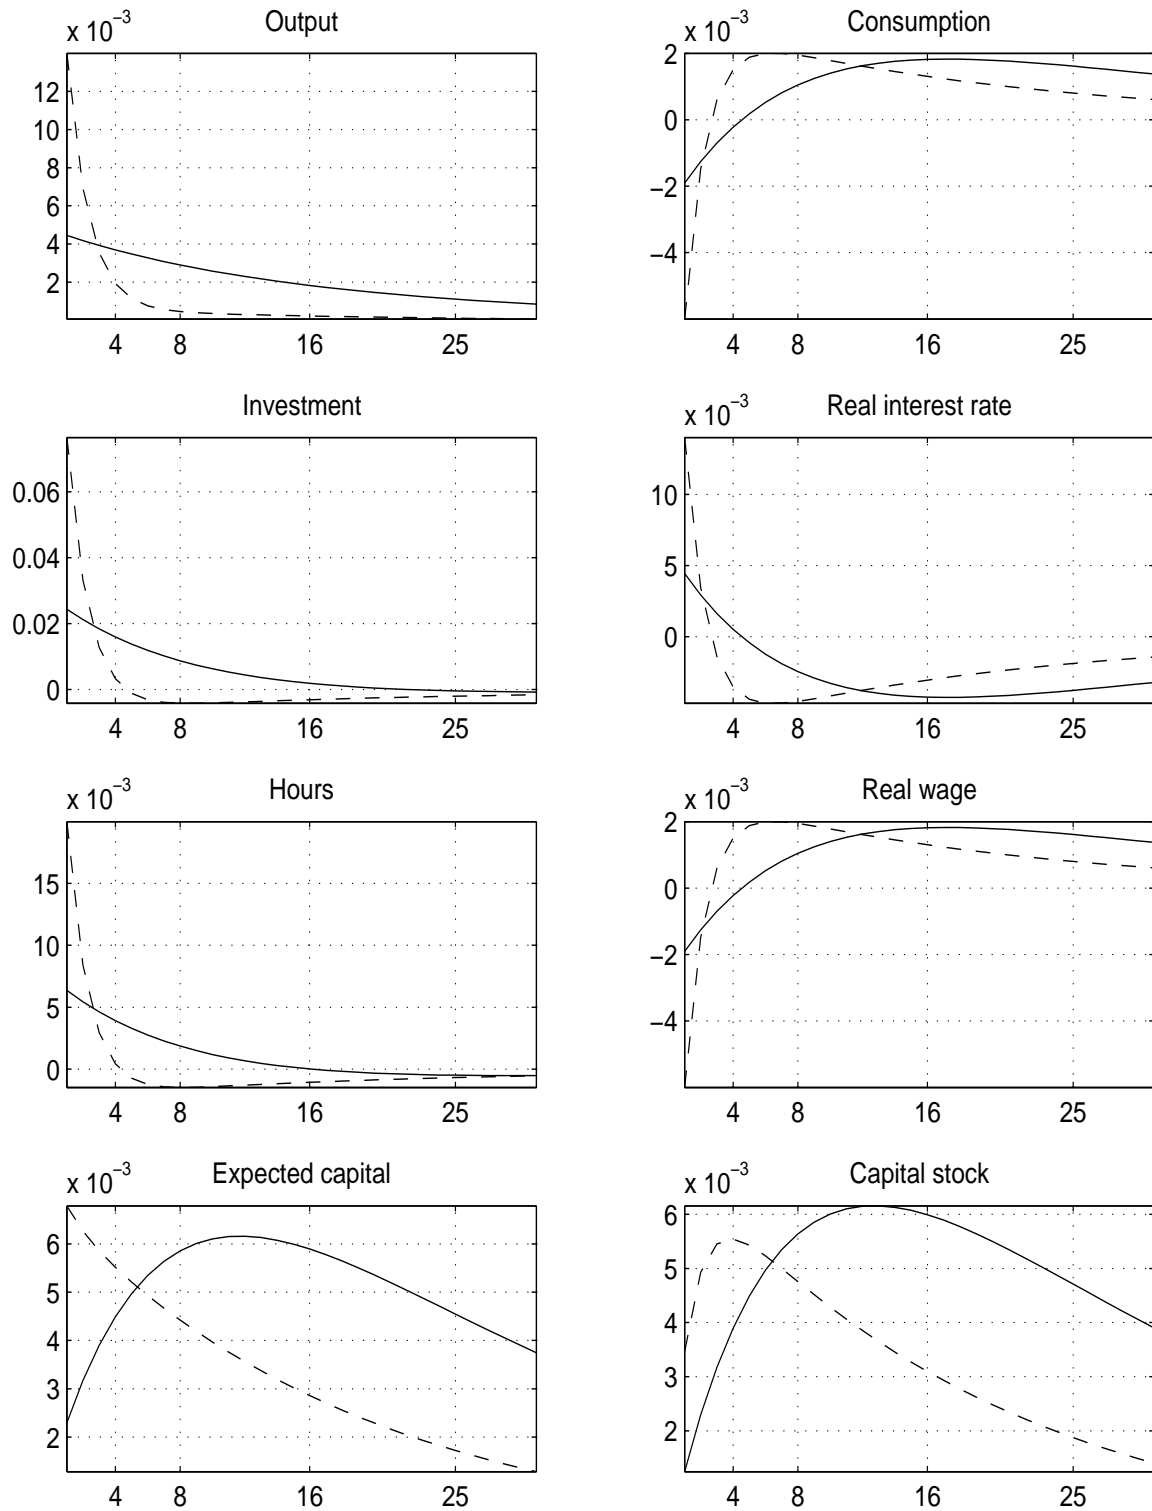 Output
x 10⁻³
12
10
8
6
4
2
4 8 16 25
Consumption
x 10⁻³
2
0
−2
−4
4 8 16 25
Investment
0.06
0.04
0.02
0
4 8 16 25
Real interest rate
x 10⁻³
10
5
0
4 8 16 25
Hours
x 10⁻³
15
10
5
0
4 8 16 25
Real wage
x 10⁻³
2
0
−2
−4
4 8 16 25
Expected capital
x 10⁻³
6
5
4
3
2
4 8 16 25
Capital stock
x 10⁻³
6
5
4
3
2
4 8 16 25